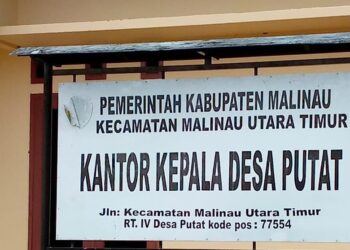 PEMERINTAH KABUPATEN MALINAU
KECAMATAN MALINAU UTARA TIMUR
KANTOR KEPALA DESA PUTAT
Jln: Kecamatan Malinau Utara Timur
RT. IV Desa Putat kode pos : 77554